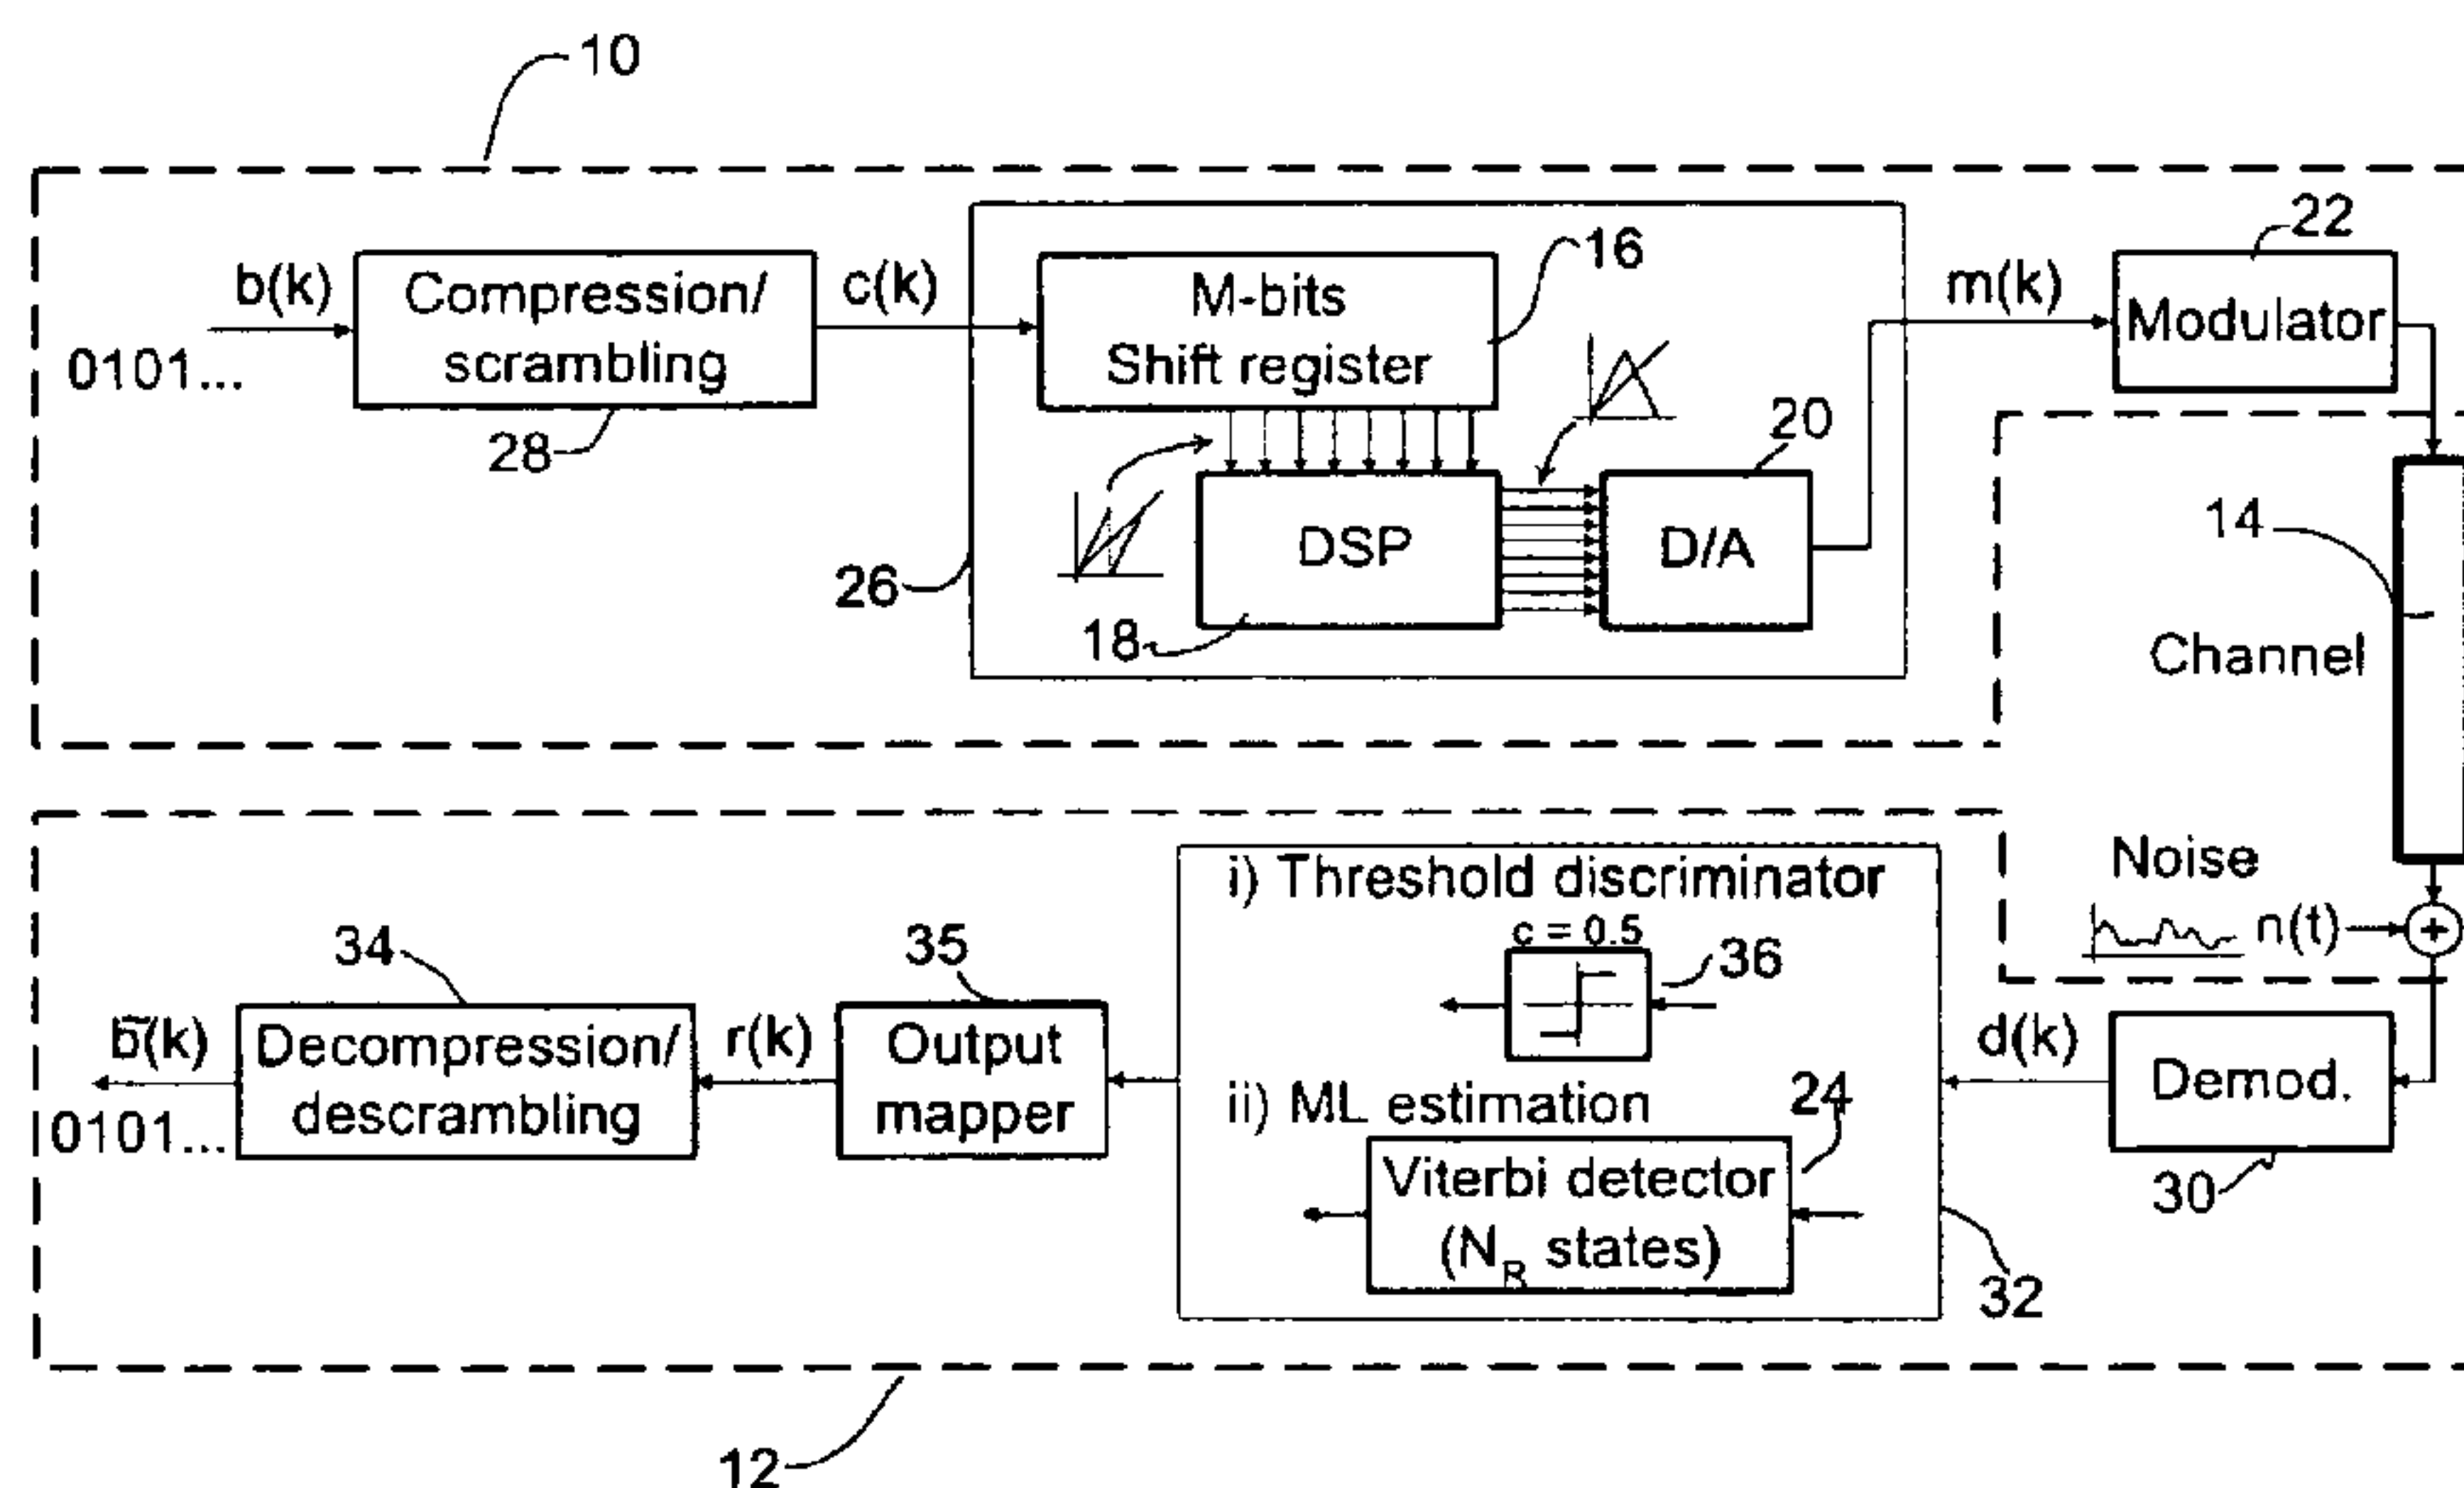 10
22
16
b(k)
Compression/
scrambling
c(k)
M-bits
Shift register
m(k)
Modulator
0101...
28
20
14
DSP
D/A
26
18
Channel
Noise
n(t)
+
i) Threshold discriminator
c = 0.5
36
34
35
b̃(k)
Decompression/
descrambling
r(k)
Output
mapper
d(k)
Demod.
0101...
ii) ML estimation
24
Viterbi detector
(N_R states)
30
32
12